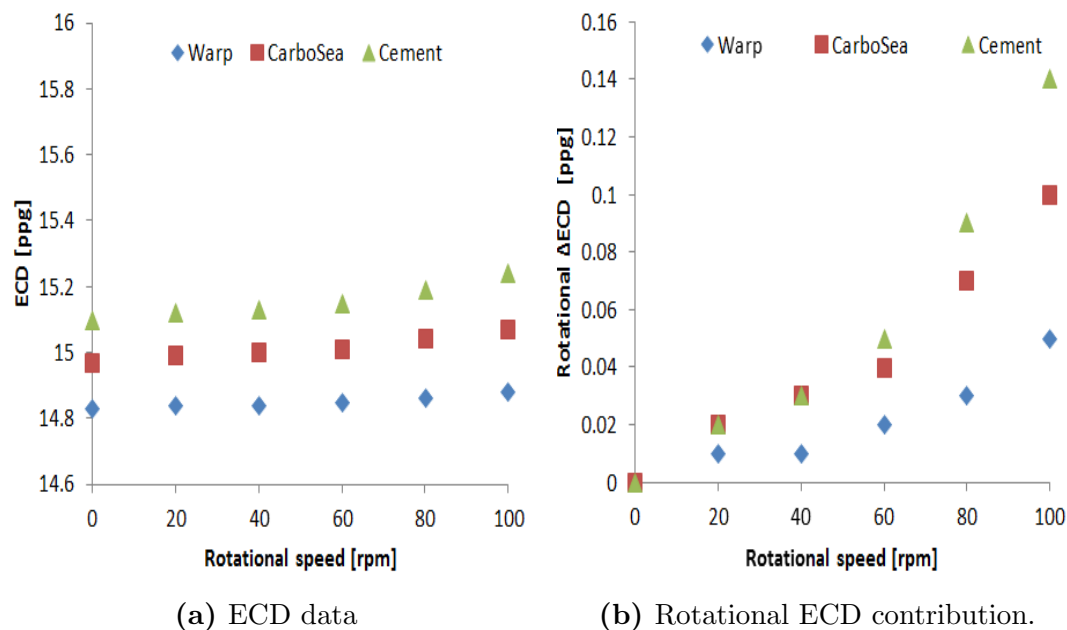 16
15.8
15.6
15.4
15.2
15
14.8
14.6
ECD [ppg]
Warp CarboSea Cement
0 20 40 60 80 100
Rotational speed [rpm]
(a) ECD data
0.16
0.14
0.12
0.1
0.08
0.06
0.04
0.02
0
Rotational ΔECD [ppg]
Warp CarboSea Cement
0 20 40 60 80 100
Rotational speed [rpm]
(b) Rotational ECD contribution.